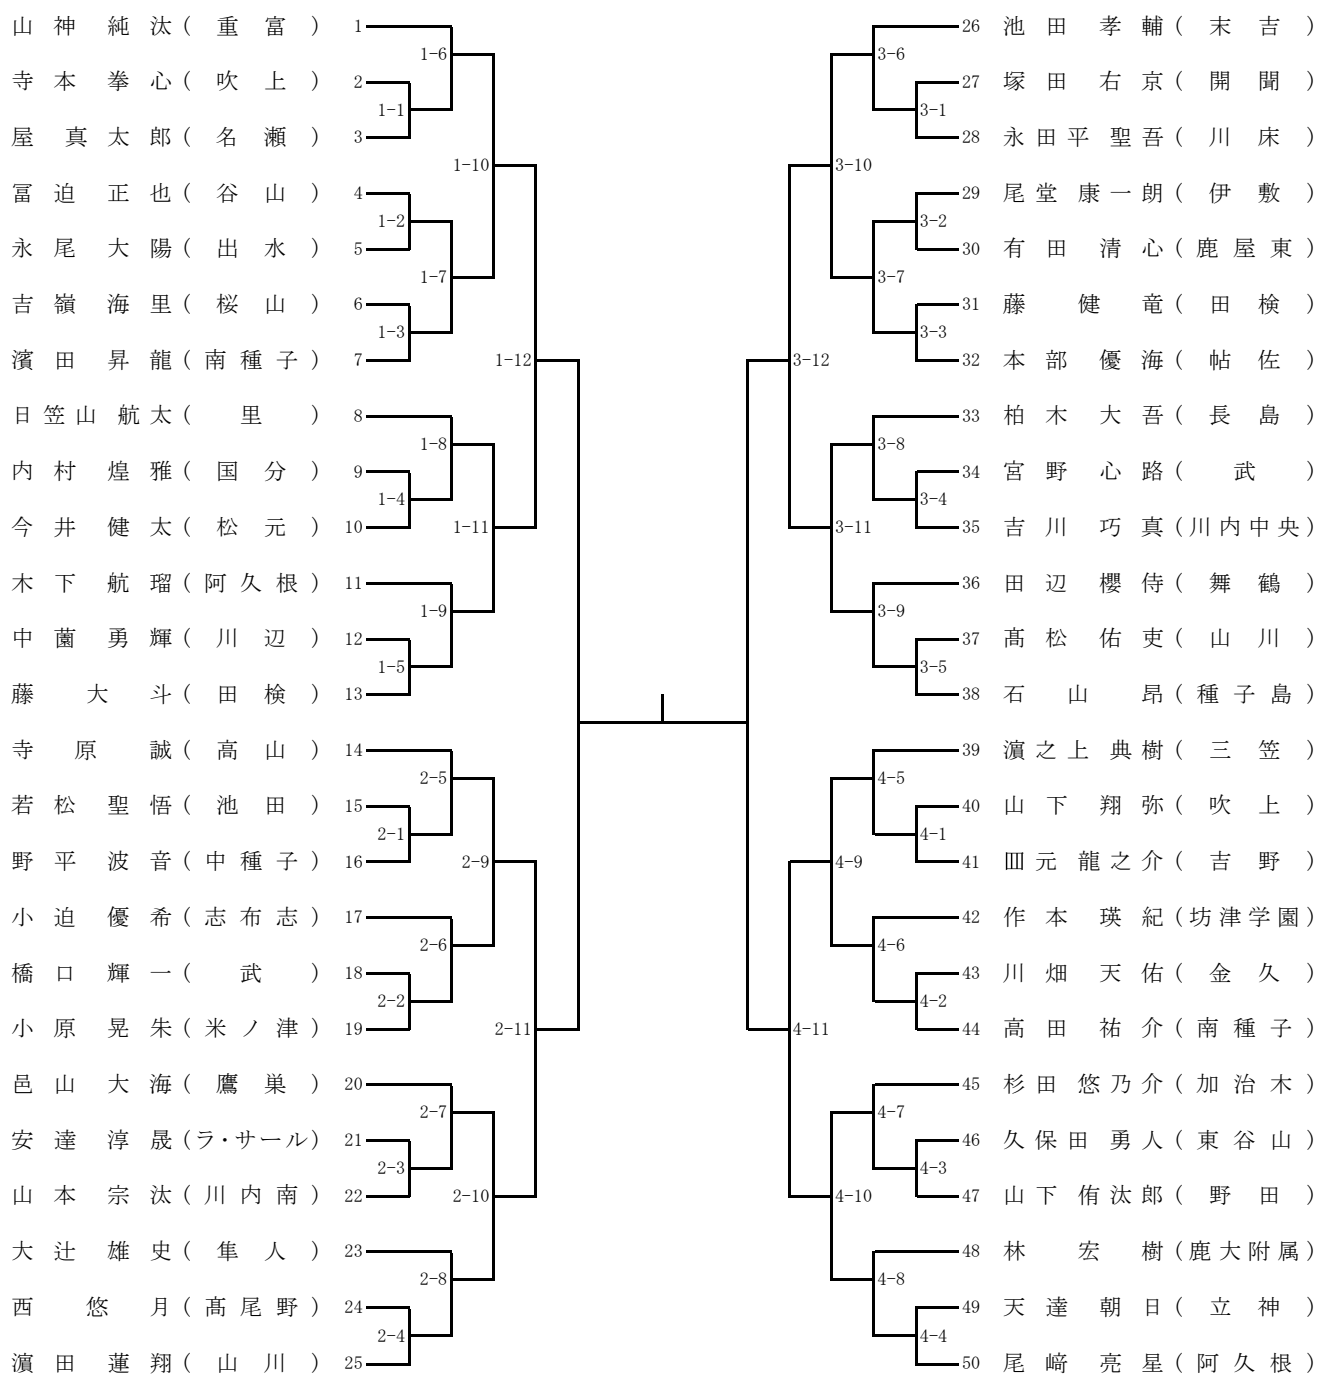 山神 純汰(重富) 1
1-6
寺本 拳心(吹上) 2
1-1
屋 真太郎(名瀬) 3
1-10
冨迫 正也(谷山) 4
1-2
永尾 大陽(出水) 5
1-7
吉嶺 海里(桜山) 6
1-3
濱田 昇龍(南種子) 7
1-12
日笠山 航太(里) 8
1-8
内村 煌雅(国分) 9
1-4
今井 健太(松元) 10
1-11
木下 航瑠(阿久根) 11
1-9
中薗 勇輝(川辺) 12
1-5
藤 大斗(田検) 13
寺原 誠(高山) 14
2-5
若松 聖悟(池田) 15
2-1
野平 波音(中種子) 16
2-9
小迫 優希(志布志) 17
2-6
橋口 輝一(武) 18
2-2
小原 晃朱(米ノ津) 19
2-11
邑山 大海(鷹巣) 20
2-7
安達 淳晟(ラ・サール) 21
2-3
山本 宗汰(川内南) 22
2-10
大辻 雄史(隼人) 23
2-8
西 悠月(髙尾野) 24
2-4
濵田 蓮翔(山川) 25
26 池田 孝輔(末吉)
3-6
27 塚田 右京(開聞)
3-1
28 永田平 聖吾(川床)
3-10
29 尾堂 康一朗(伊敷)
3-2
30 有田 清心(鹿屋東)
3-7
31 藤 健竜(田検)
3-3
32 本部 優海(帖佐)
3-12
33 柏木 大吾(長島)
3-8
34 宮野 心路(武)
3-4
35 吉川 巧真(川内中央)
3-11
36 田辺 櫻侍(舞鶴)
3-9
37 髙松 佑吏(山川)
3-5
38 石山 昂(種子島)
39 濵之上 典樹(三笠)
4-5
40 山下 翔弥(吹上)
4-1
41 皿元 龍之介(吉野)
4-9
42 作本 瑛紀(坊津学園)
4-6
43 川畑 天佑(金久)
4-2
44 高田 祐介(南種子)
4-11
45 杉田 悠乃介(加治木)
4-7
46 久保田 勇人(東谷山)
4-3
47 山下 侑汰郎(野田)
4-10
48 林 宏樹(鹿大附属)
4-8
49 天達 朝日(立神)
4-4
50 尾﨑 亮星(阿久根)